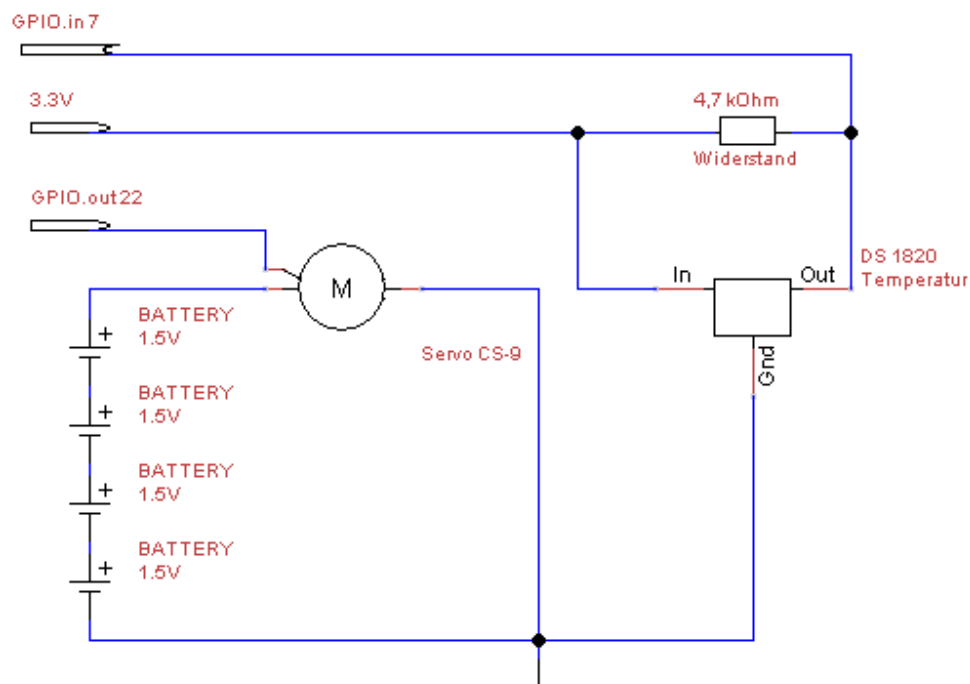 GPIO.in 7
3.3V
4,7 kOhm
Widerstand
GPIO.out 22
DS 1820
Temperatur
In
Out
Gnd
M
Servo CS-9
BATTERY
1.5V
+
BATTERY
1.5V
+
BATTERY
1.5V
+
BATTERY
1.5V
+